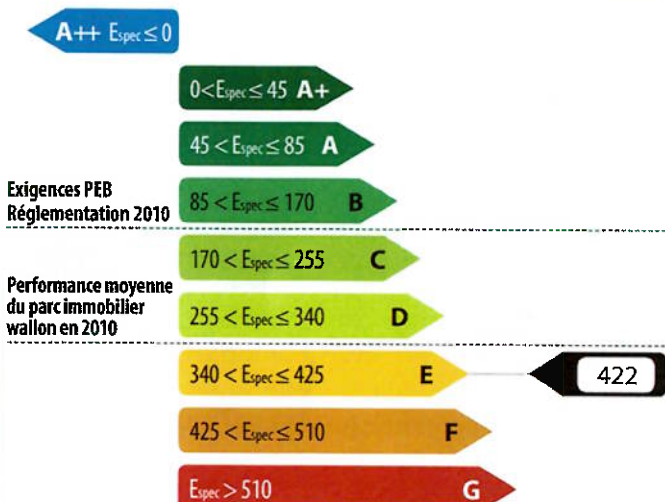 A++ Espec ≤ 0
0 < Espec ≤ 45 A+
45 < Espec ≤ 85 A
Exigences PEB
Réglementation 2010
85 < Espec ≤ 170 B
170 < Espec ≤ 255 C
Performance moyenne
du parc immobilier
wallon en 2010
255 < Espec ≤ 340 D
340 < Espec ≤ 425 E
422
425 < Espec ≤ 510 F
Espec > 510 G